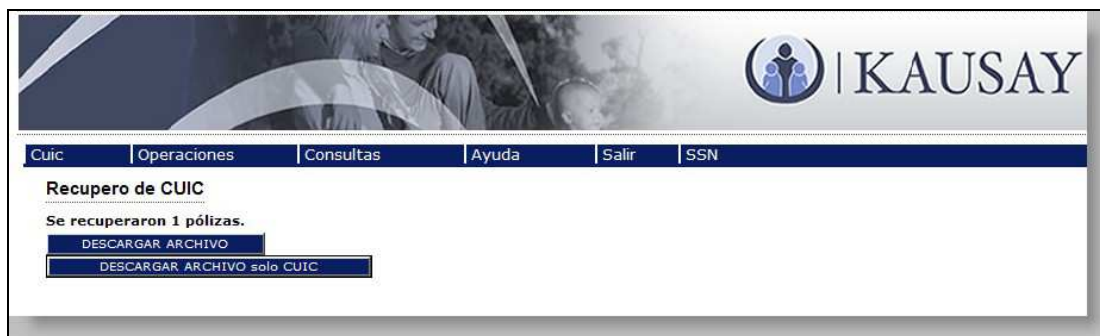 KAUSAY
Cuic Operaciones Consultas Ayuda Salir SSN
Recupero de CUIC
Se recuperaron 1 pólizas.
DESCARGAR ARCHIVO
DESCARGAR ARCHIVO solo CUIC